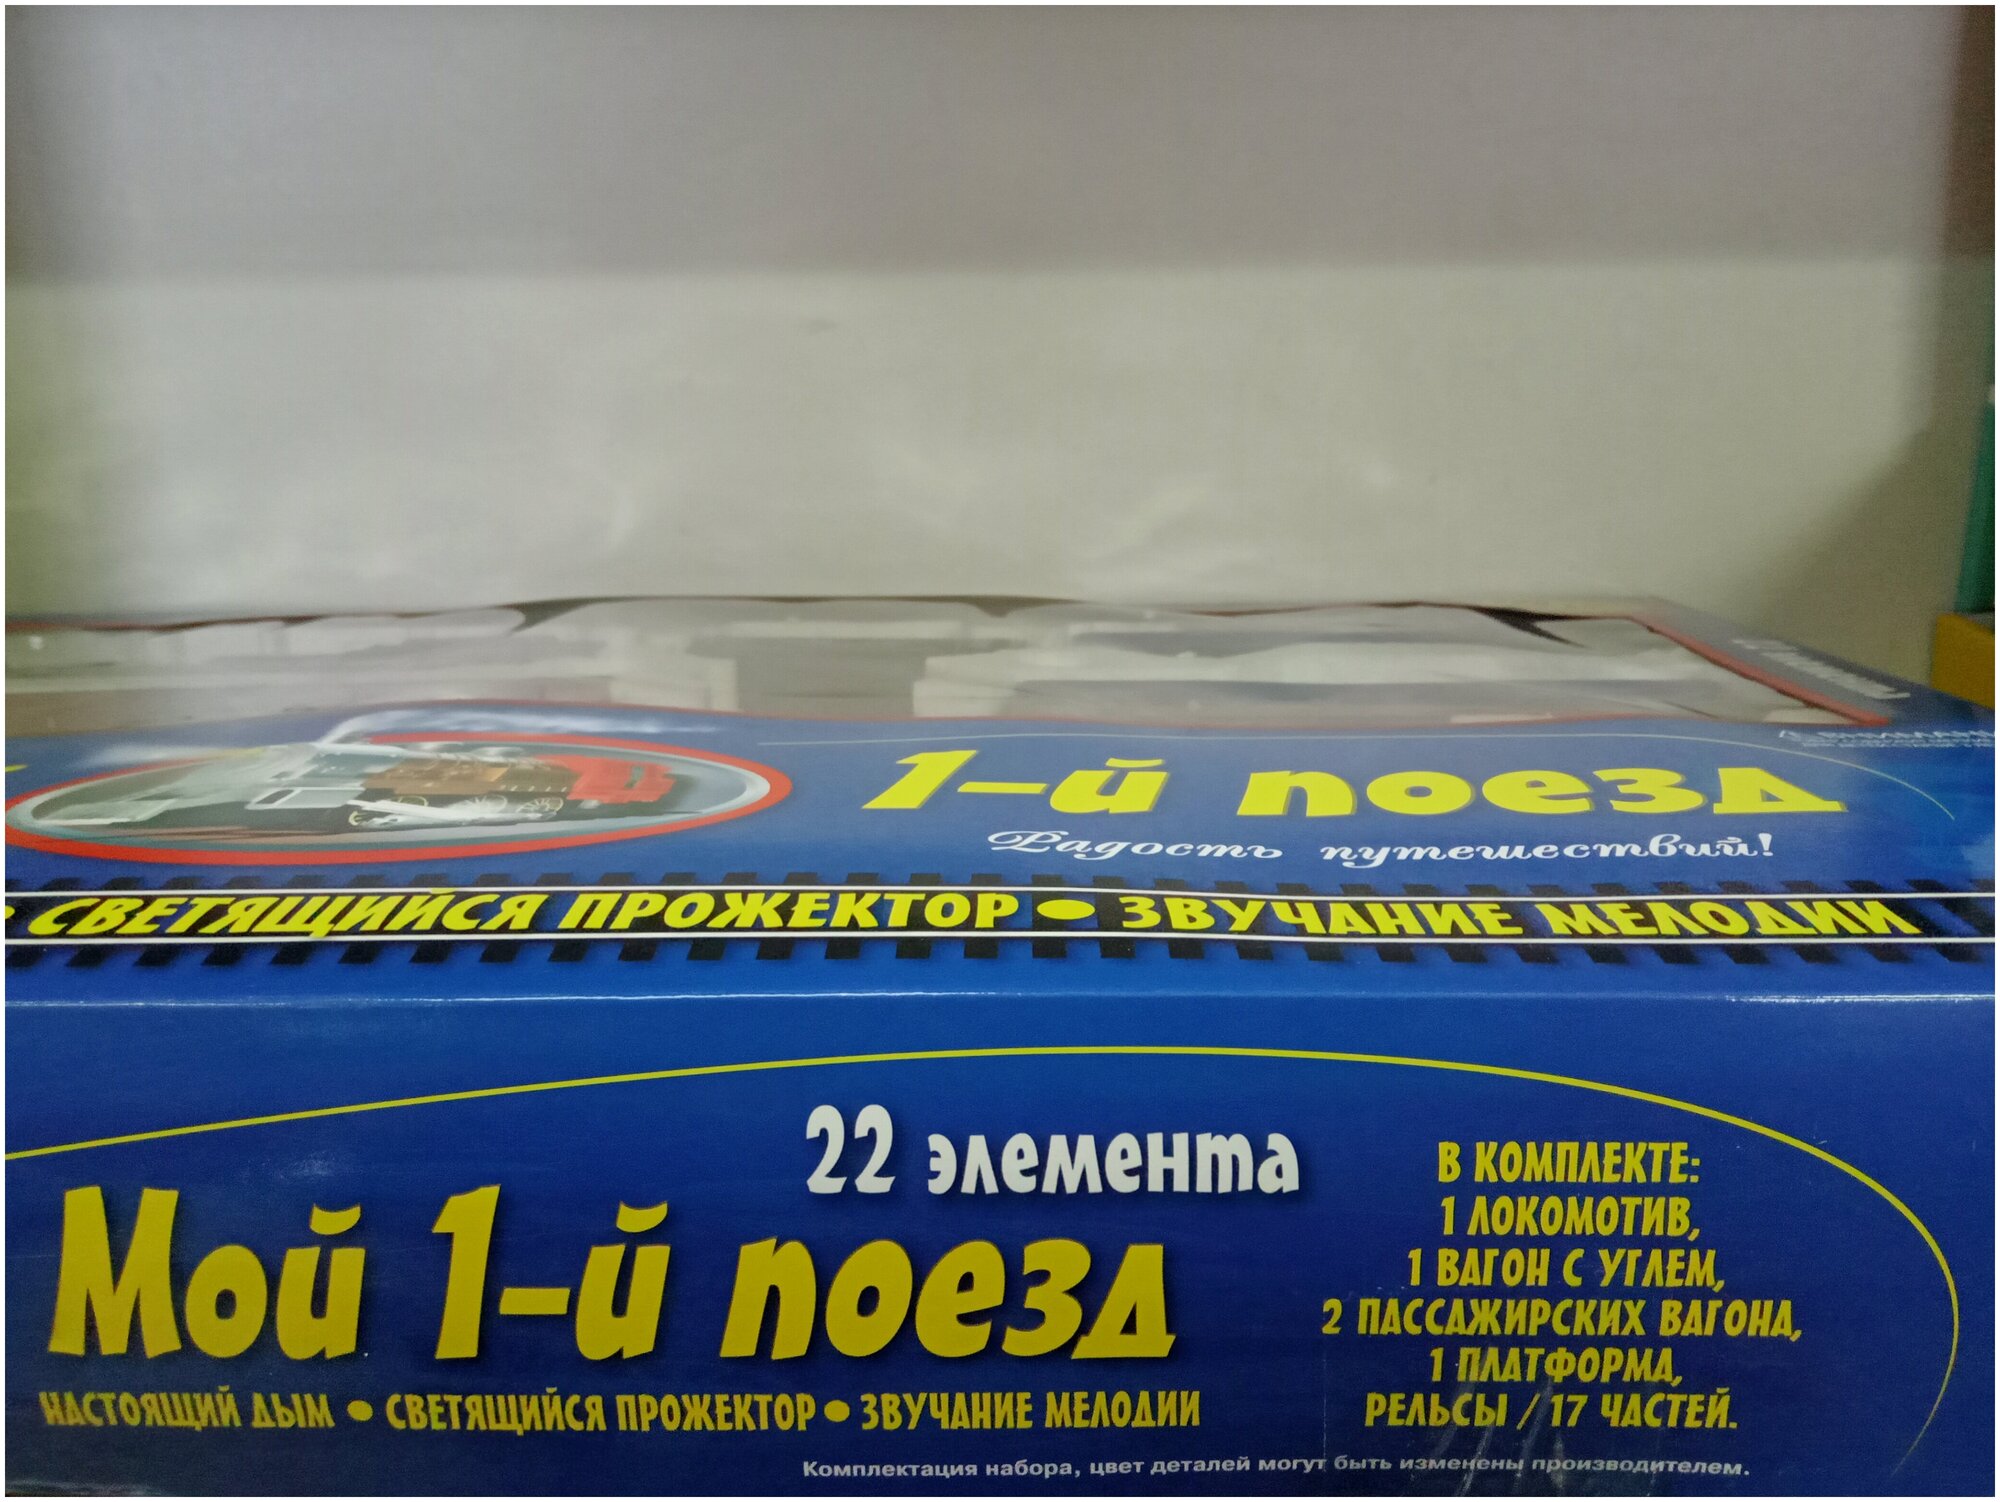 1-й поезд
Радость путешествий!
• СВЕТЯЩИЙСЯ ПРОЖЕКТОР • ЗВУЧАНИЕ МЕЛОДИИ
22 элемента
Мой 1-й поезд
НАСТОЯЩИЙ ДЫМ • СВЕТЯЩИЙСЯ ПРОЖЕКТОР • ЗВУЧАНИЕ МЕЛОДИИ
В КОМПЛЕКТЕ:
1 ЛОКОМОТИВ,
1 ВАГОН С УГЛЕМ,
2 ПАССАЖИРСКИХ ВАГОНА,
1 ПЛАТФОРМА,
РЕЛЬСЫ / 17 ЧАСТЕЙ.
Комплектация набора, цвет деталей могут быть изменены производителем.